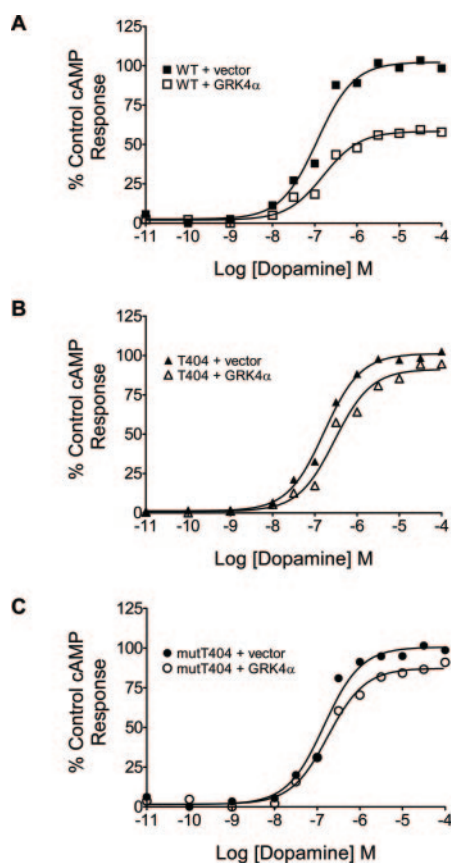 A
% Control cAMP
Response
125
100
75
50
25
0
WT + vector
WT + GRK4α
-11 -10 -9 -8 -7 -6 -5 -4
Log [Dopamine] M
B
% Control cAMP
Response
125
100
75
50
25
0
T404 + vector
T404 + GRK4α
-11 -10 -9 -8 -7 -6 -5 -4
Log [Dopamine] M
C
% Control cAMP
Response
125
100
75
50
25
0
mutT404 + vector
mutT404 + GRK4α
-11 -10 -9 -8 -7 -6 -5 -4
Log [Dopamine] M